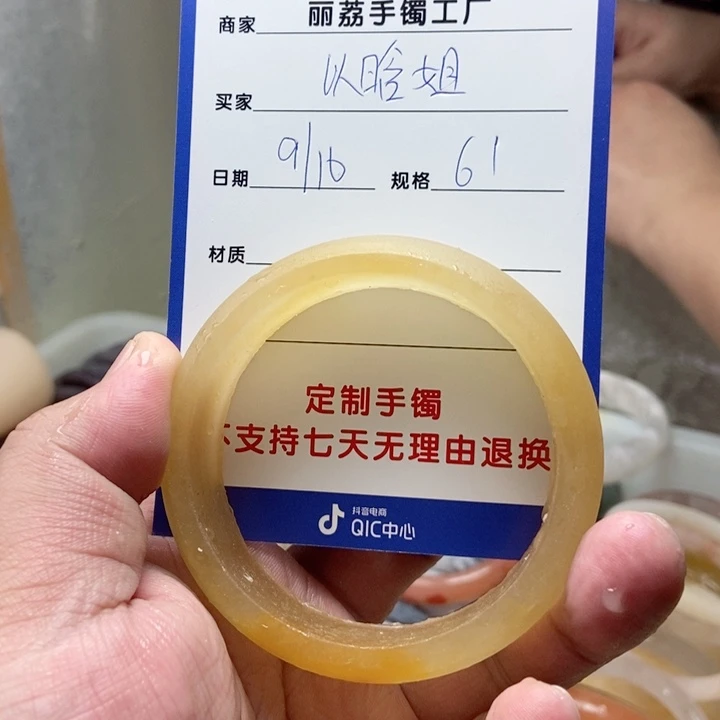 商家 丽荔手镯工厂
买家 以晗姐
日期 9/16 规格 61
材质
定制手镯
不支持七天无理由退换
抖音电商
QIC中心